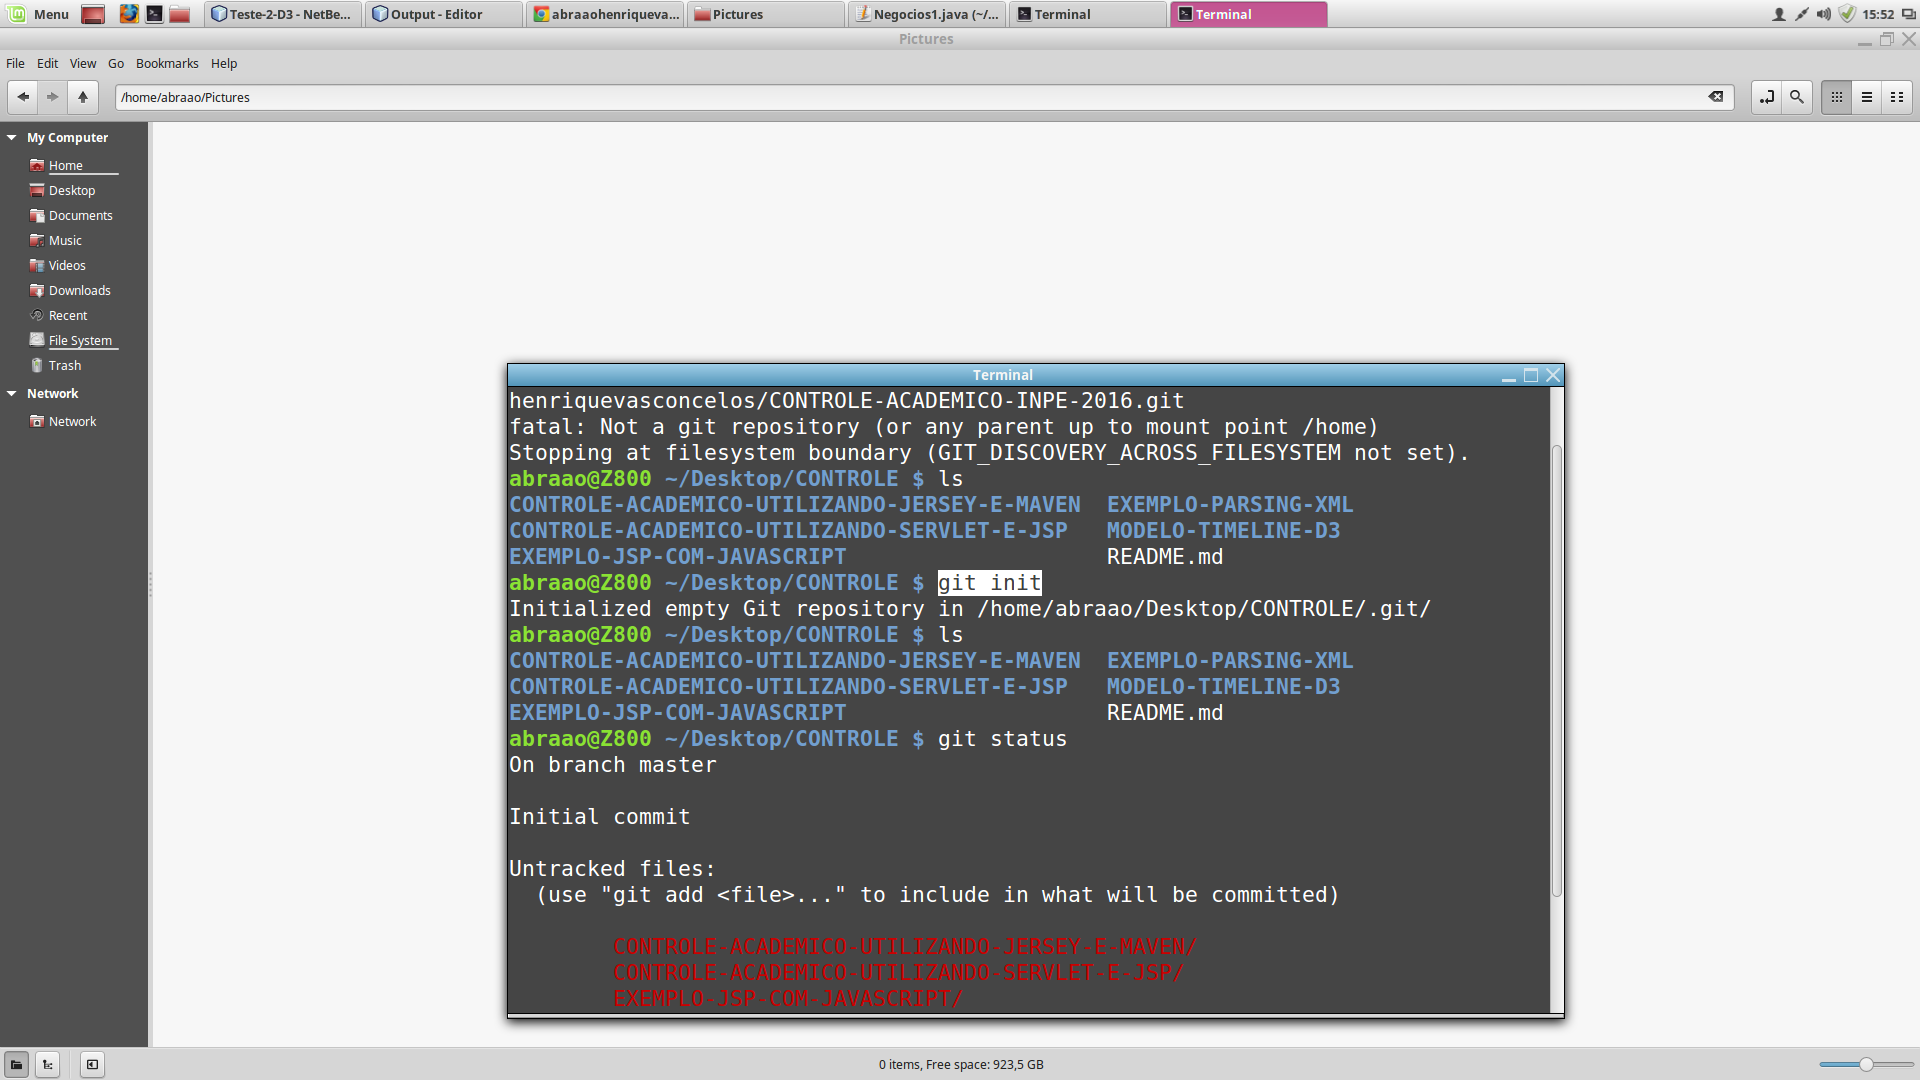 Menu Teste-2-D3 - NetBe... Output - Editor abraaohenriqueva... Pictures Negocios1.java (~/... Terminal Terminal 15:52
Pictures
File Edit View Go Bookmarks Help
/home/abraao/Pictures
My Computer
Home
Desktop
Documents
Music
Videos
Downloads
Recent
File System
Trash
Network
Network
Terminal
henriquevasconcelos/CONTROLE-ACADEMICO-INPE-2016.git
fatal: Not a git repository (or any parent up to mount point /home)
Stopping at filesystem boundary (GIT_DISCOVERY_ACROSS_FILESYSTEM not set).
abraao@Z800 ~/Desktop/CONTROLE $ ls
CONTROLE-ACADEMICO-UTILIZANDO-JERSEY-E-MAVEN EXEMPLO-PARSING-XML
CONTROLE-ACADEMICO-UTILIZANDO-SERVLET-E-JSP MODELO-TIMELINE-D3
EXEMPLO-JSP-COM-JAVASCRIPT README.md
abraao@Z800 ~/Desktop/CONTROLE $ git init
Initialized empty Git repository in /home/abraao/Desktop/CONTROLE/.git/
abraao@Z800 ~/Desktop/CONTROLE $ ls
CONTROLE-ACADEMICO-UTILIZANDO-JERSEY-E-MAVEN EXEMPLO-PARSING-XML
CONTROLE-ACADEMICO-UTILIZANDO-SERVLET-E-JSP MODELO-TIMELINE-D3
EXEMPLO-JSP-COM-JAVASCRIPT README.md
abraao@Z800 ~/Desktop/CONTROLE $ git status
On branch master
Initial commit
Untracked files:
(use "git add <file>..." to include in what will be committed)
CONTROLE-ACADEMICO-UTILIZANDO-JERSEY-E-MAVEN/
CONTROLE-ACADEMICO-UTILIZANDO-SERVLET-E-JSP/
EXEMPLO-JSP-COM-JAVASCRIPT/
0 items, Free space: 923,5 GB